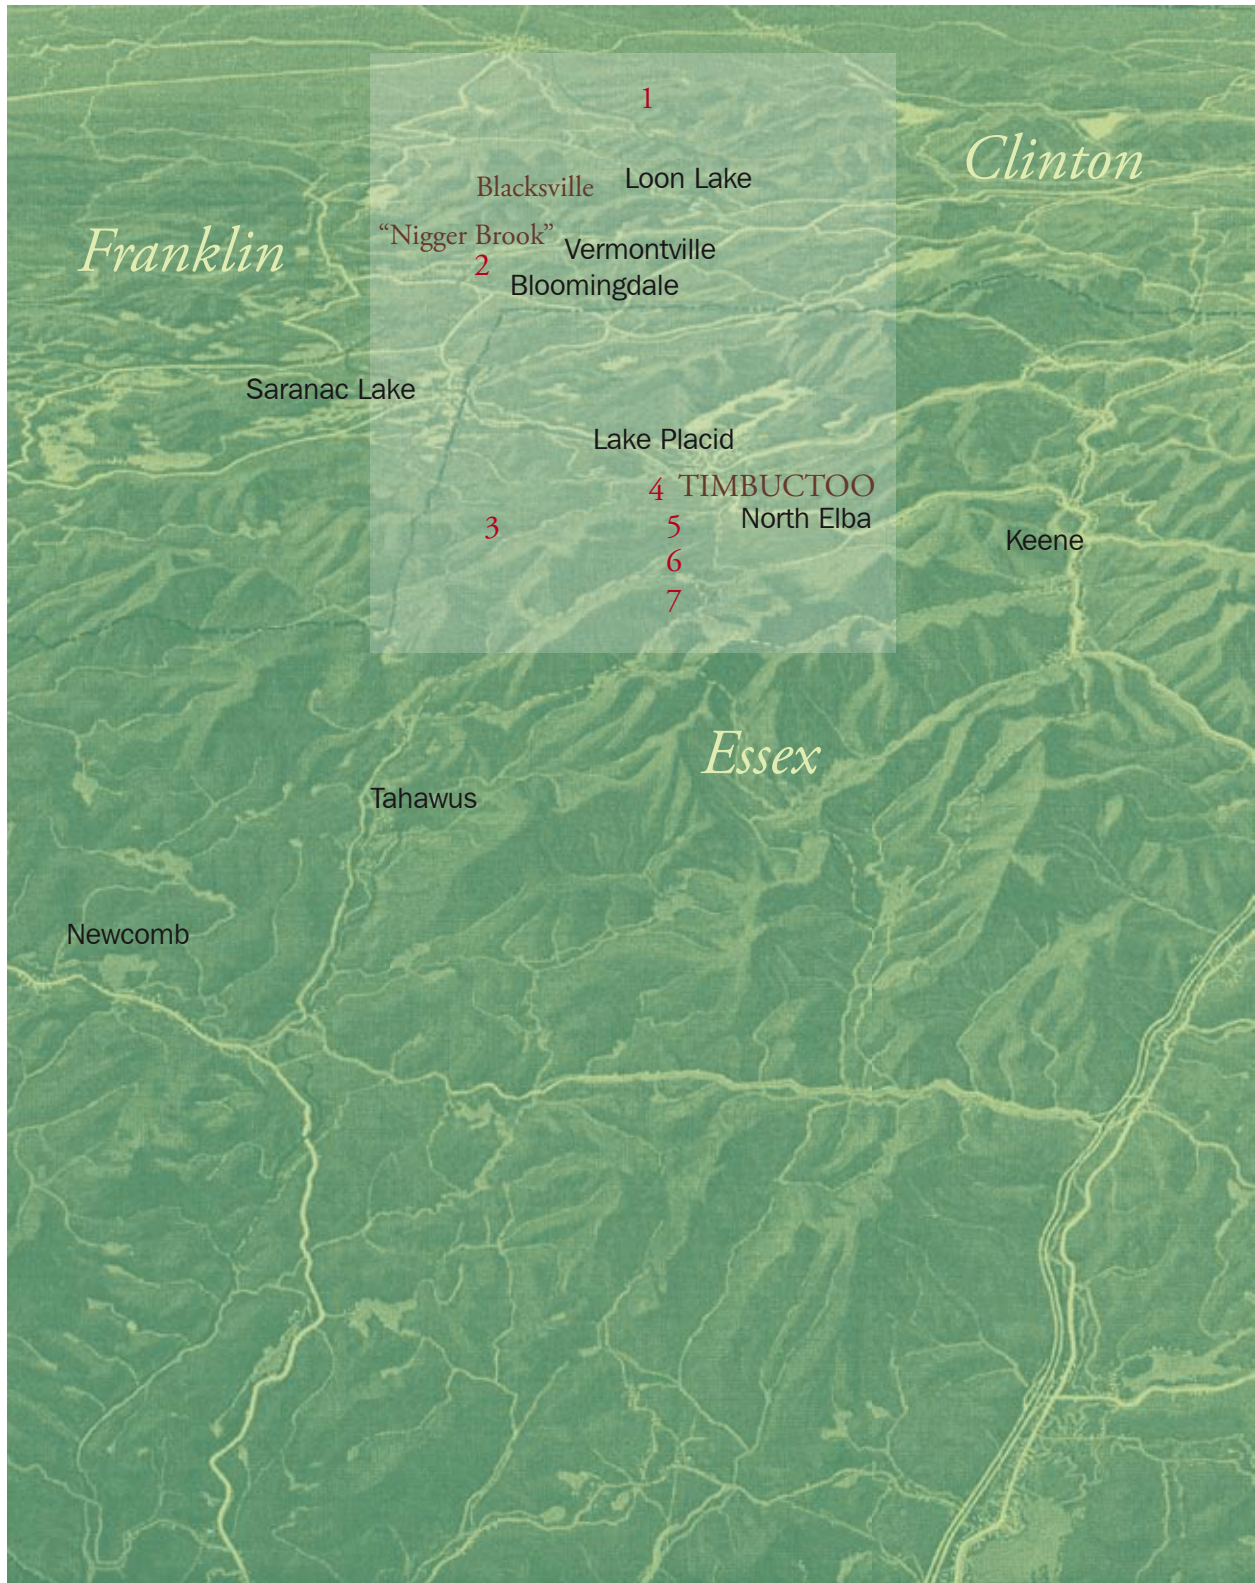 1
Clinton
Blacksville
Loon Lake
Franklin
“Nigger Brook”
Vermontville
2
Bloomingdale
Saranac Lake
Lake Placid
4 TIMBUCTOO
3
5
North Elba
Keene
6
7
Essex
Tahawus
Newcomb